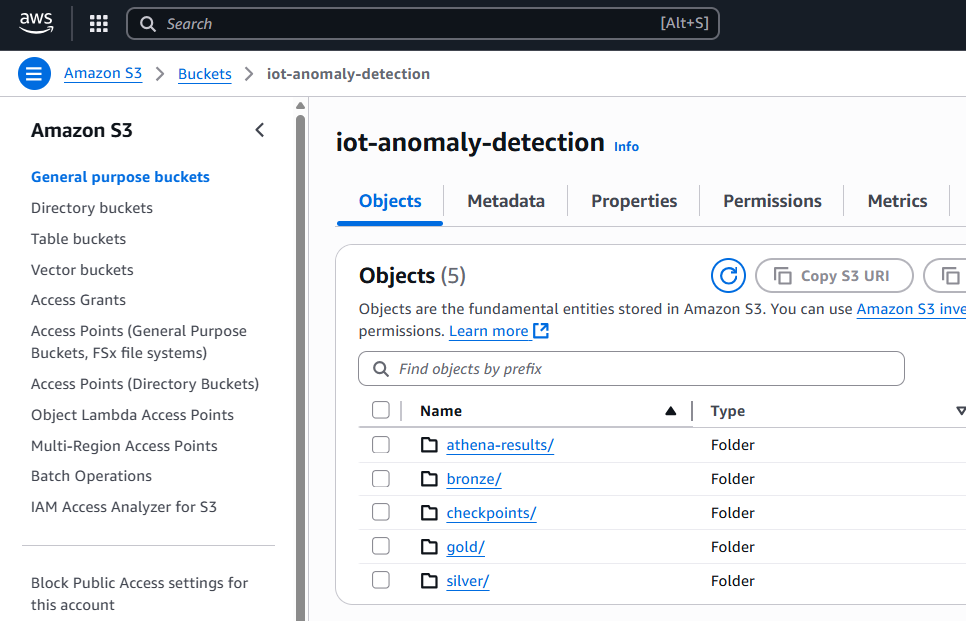 aws
Search [Alt+S]
Amazon S3 Buckets iot-anomaly-detection
Amazon S3
General purpose buckets
Directory buckets
Table buckets
Vector buckets
Access Grants
Access Points (General Purpose
Buckets, FSx file systems)
Access Points (Directory Buckets)
Object Lambda Access Points
Multi-Region Access Points
Batch Operations
IAM Access Analyzer for S3
Block Public Access settings for
this account
iot-anomaly-detection Info
Objects Metadata Properties Permissions Metrics
Objects (5)
Copy S3 URI
Objects are the fundamental entities stored in Amazon S3. You can use Amazon S3 inve
permissions. Learn more
Find objects by prefix
Name Type
athena-results/ Folder
bronze/ Folder
checkpoints/ Folder
gold/ Folder
silver/ Folder